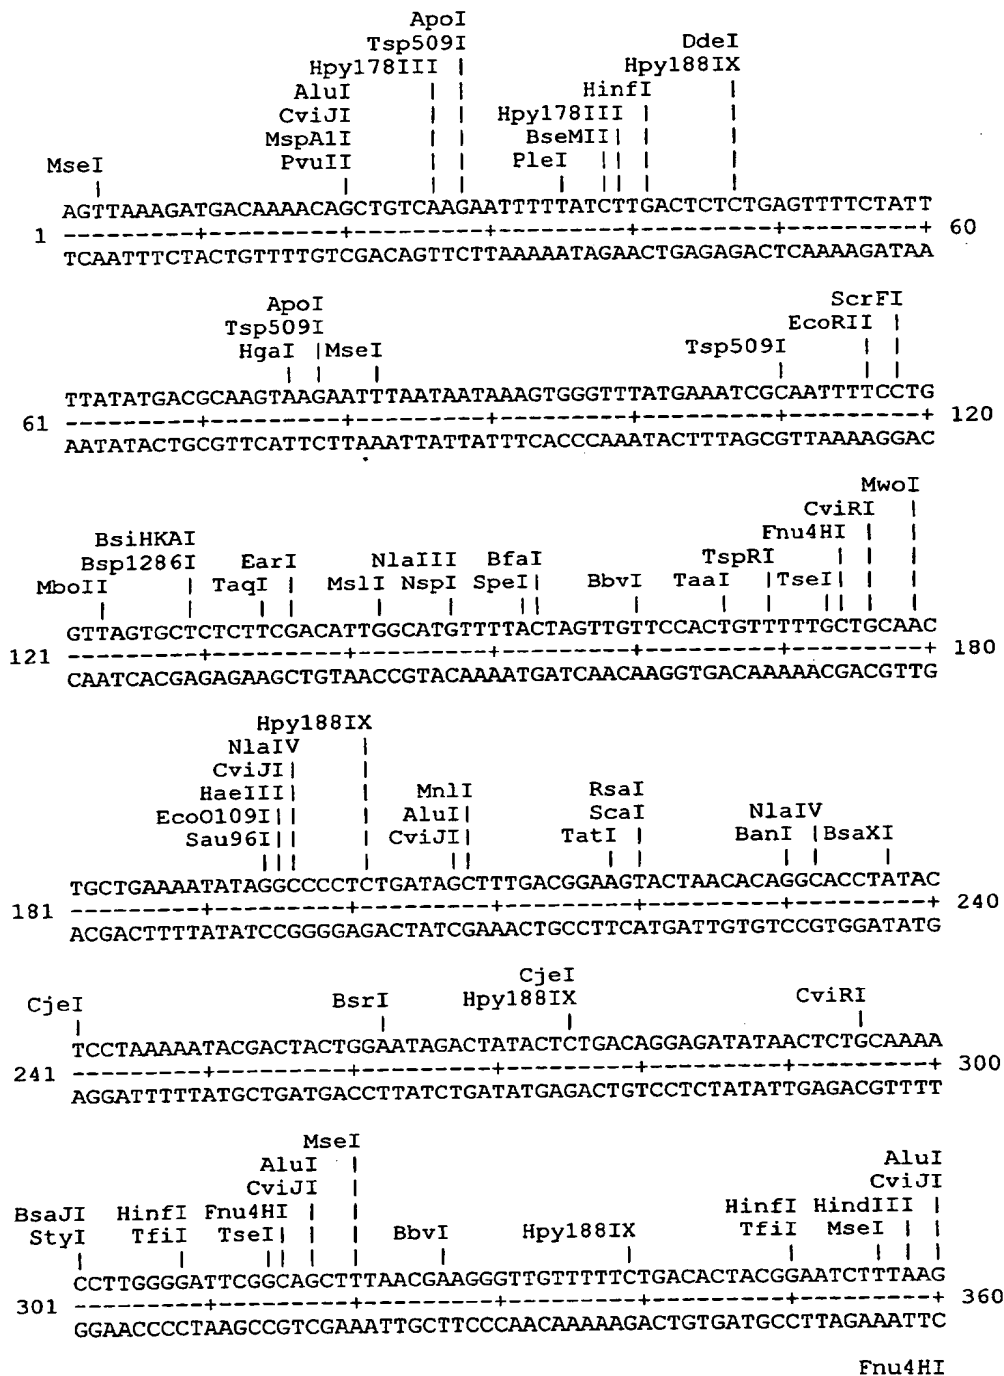 ApoI
Tsp509I DdeI
Hpy178III Hpy188IX
AluI HinfI
CviJI Hpy178III
MspA1I BseMII
MseI PvuII PleI
AGTTAAAGATGACAAAACAGCTGTCAAGAATTTTTATCTTGACTCTCTGAGTTTTCTATT
1 ---------+---------+---------+---------+---------+---------+ 60
TCAATTTCTACTGTTTTGTCGACAGTTCTTAAAAATAGAACTGAGAGACTCAAAAGATAA
ApoI ScrFI
Tsp509I EcoRII
HgaI MseI Tsp509I
TTATATGACGCAAGTAAGAATTTAATAATAAAGTGGGTTTATGAAATCGCAATTTTCCTG
61 ---------+---------+---------+---------+---------+---------+ 120
AATATACTGCGTTCATTCTTAAATTATTATTTCACCCAAATACTTTAGCGTTAAAAGGAC
MwoI
CviRI
BsiHKAI Fnu4HI
Bsp1286I EarI NlaIII BfaI TspRI
MboII TaqI MslI NspI SpeI BbvI TaaI TseI
GTTAGTGCTCTCTTCGACATTGGCATGTTTTACTAGTTGTTCCACTGTTTTTGCTGCAAC
121 ---------+---------+---------+---------+---------+---------+ 180
CAATCACGAGAGAAGCTGTAACCGTACAAAATGATCAACAAGGTGACAAAAACGACGTTG
Hpy188IX
NlaIV
CviJI
HaeIII MnlI RsaI
EcoO109I AluI ScaI NlaIV
Sau96I CviJI TatI BanI BsaXI
TGCTGAAAATATAGGCCCCTCTGATAGCTTTGACGGAAGTACTAACACAGGCACCTATAC
181 ---------+---------+---------+---------+---------+---------+ 240
ACGACTTTTATATCCGGGGAGACTATCGAAACTGCCTTCATGATTGTGTCCGTGGATATG
CjeI
CjeI BsrI Hpy188IX CviRI
TCCTAAAAATACGACTACTGGAATAGACTATACTCTGACAGGAGATATAACTCTGCAAAA
241 ---------+---------+---------+---------+---------+---------+ 300
AGGATTTTTATGCTGATGACCTTATCTGATATGAGACTGTCCTCTATATTGAGACGTTTT
MseI
AluI AluI
CviJI CviJI
BsaJI HinfI Fnu4HI HinfI HindIII
StyI TfiI TseI BbvI Hpy188IX TfiI MseI
CCTTGGGGATTCGGCAGCTTTAACGAAGGGTTGTTTTTCTGACACTACGGAATCTTTAAG
301 ---------+---------+---------+---------+---------+---------+ 360
GGAACCCCTAAGCCGTCGAAATTGCTTCCCAACAAAAAGACTGTGATGCCTTAGAAATTC
Fnu4HI